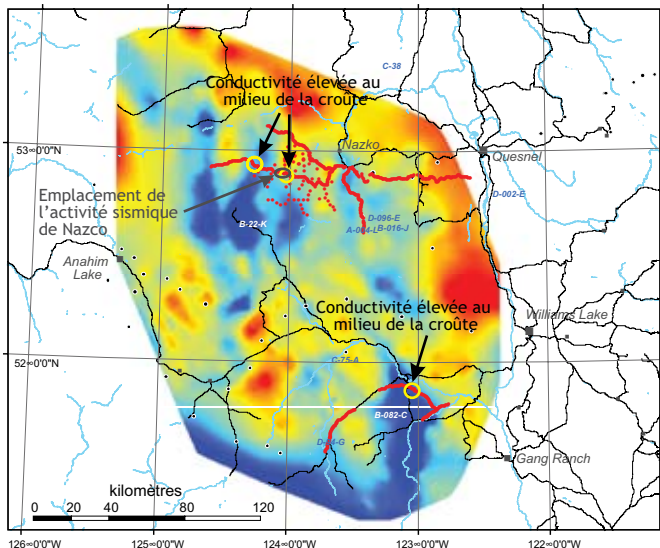 C-38
Conductivité élevée au
milieu de la croûte
53°0'0"N
Nazko
Quesnel
Emplacement de
l'activité sismique
de Nazco
D-002-E
D-096-E
A-004-L
B-016-J
B-22-K
Anahim
Lake
Conductivité élevée au
milieu de la croûte
Williams Lake
52°0'0"N
C-75-A
B-082-C
Gang Ranch
kilomètres
0 20 40 80 120
126°0'0"W
125°0'0"W
124°0'0"W
123°0'0"W
122°0'0"W